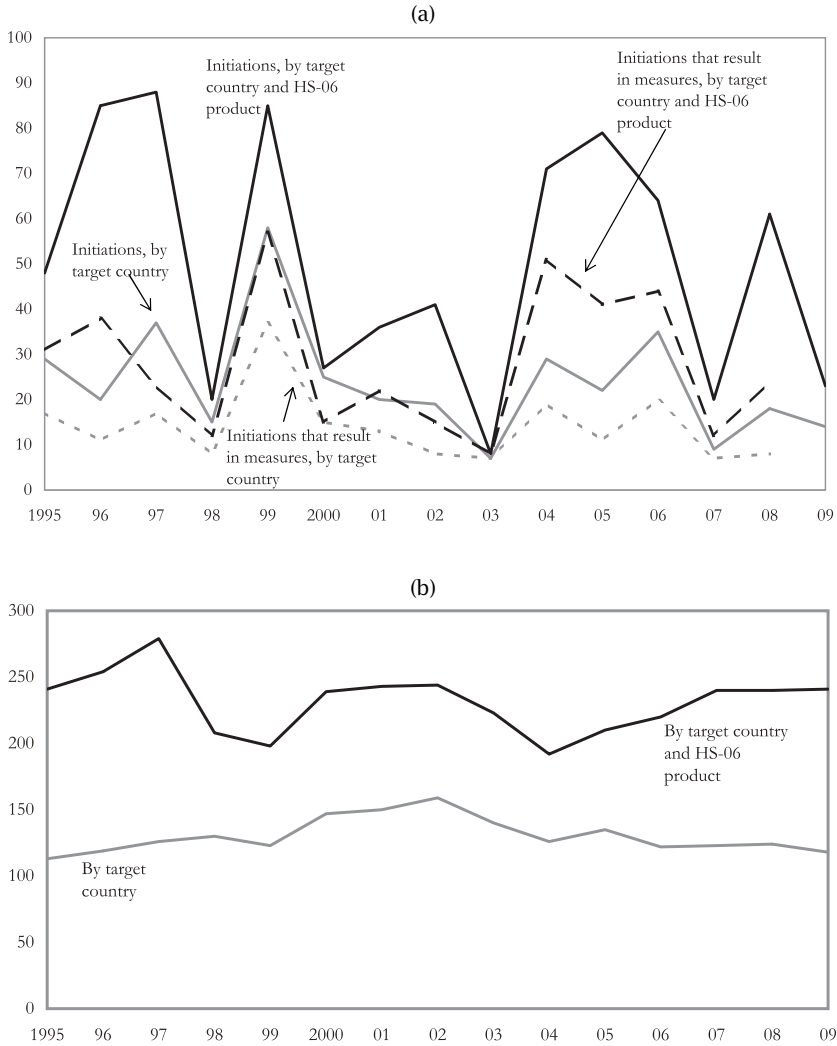 (a)
100
90
80
70
60
50
40
30
20
10
0
Initiations, by target
country and HS-06
product
Initiations that result
in measures, by target
country and HS-06
product
Initiations, by
target country
Initiations that result
in measures, by target
country
1995 96 97 98 99 2000 01 02 03 04 05 06 07 08 09
(b)
300
250
200
150
100
50
0
By target country
and HS-06
product
By target
country
1995 96 97 98 99 2000 01 02 03 04 05 06 07 08 09